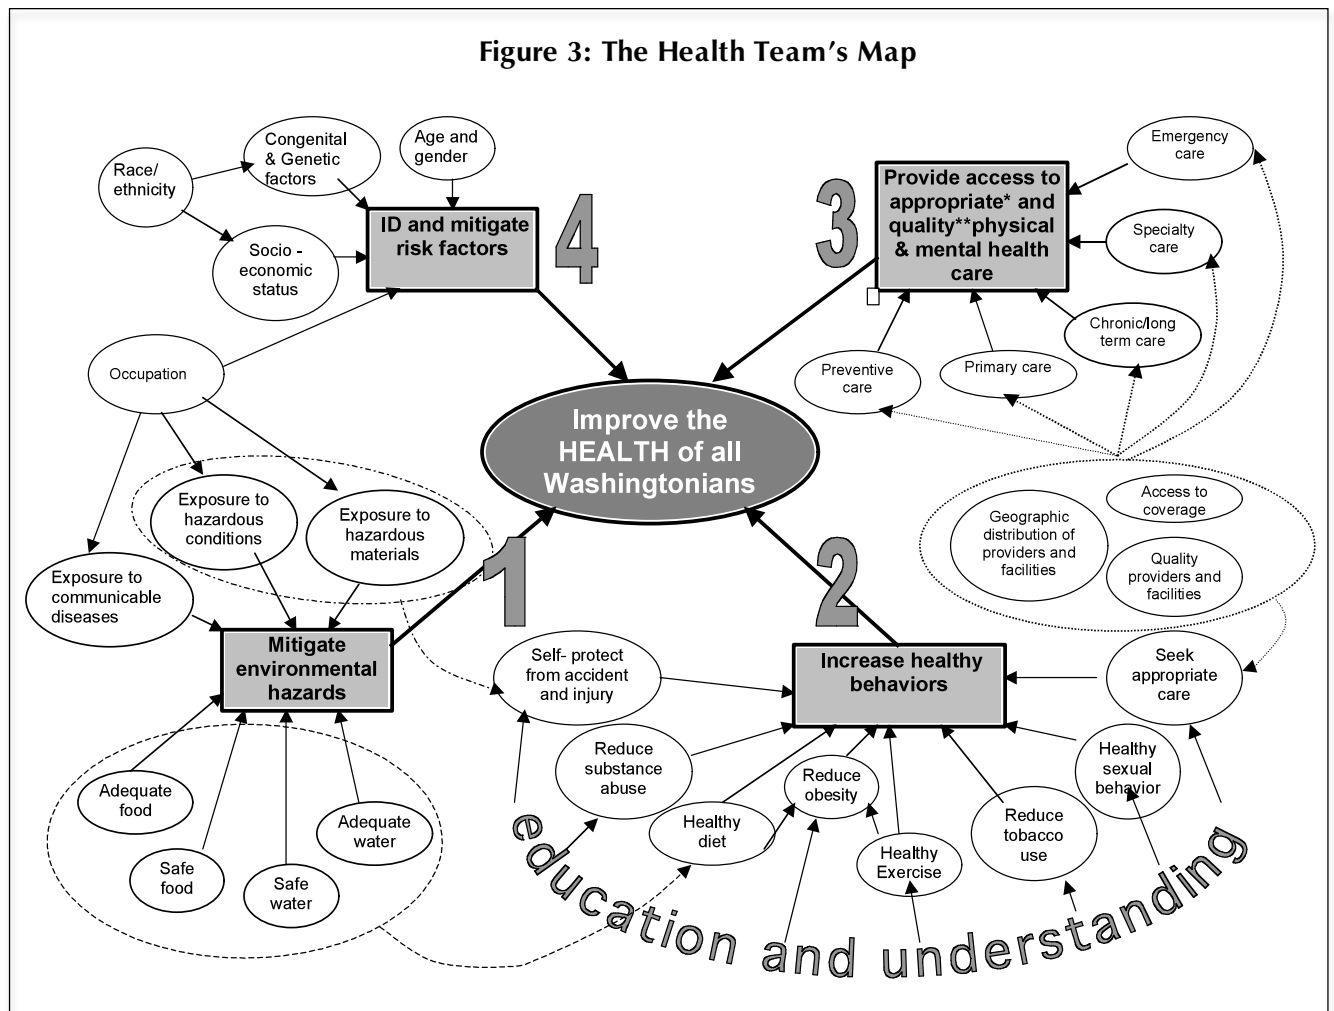 Figure 3: The Health Team's Map
Race/
ethnicity
Congenital
& Genetic
factors
Age and
gender
Socio -
economic
status
ID and mitigate
risk factors
4
3
Provide access to
appropriate* and
quality**physical
& mental health
care
Emergency
care
Specialty
care
Chronic/long
term care
Primary care
Preventive
care
Occupation
Improve the
HEALTH of all
Washingtonians
Exposure to
hazardous
conditions
Exposure to
hazardous
materials
Exposure to
communicable
diseases
1
2
Geographic
distribution of
providers and
facilities
Access to
coverage
Quality
providers and
facilities
Mitigate
environmental
hazards
Self- protect
from accident
and injury
Increase healthy
behaviors
Seek
appropriate
care
Adequate
food
Safe
food
Safe
water
Adequate
water
Reduce
substance
abuse
Healthy
diet
Reduce
obesity
Healthy
Exercise
Reduce
tobacco
use
Healthy
sexual
behavior
education and understanding